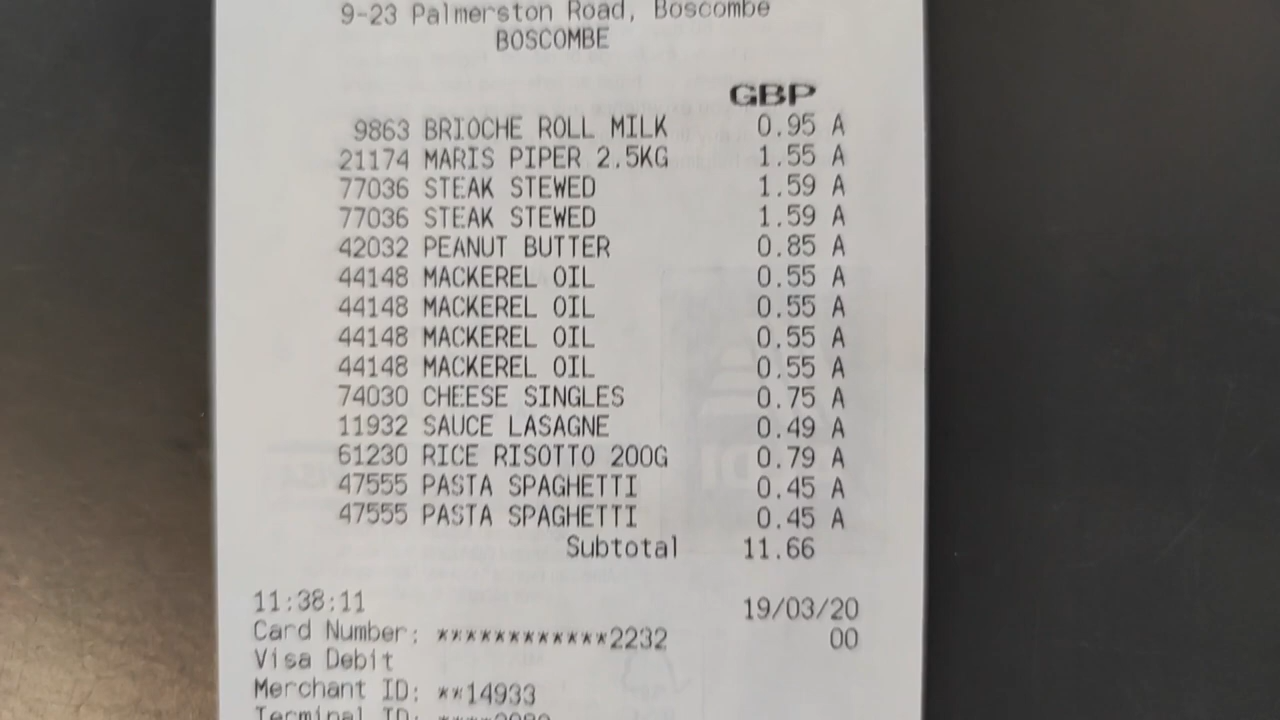 9-23 Palmerston Road, Boscombe
BOSCOMBE
GBP
9863 BRIOCHE ROLL MILK 0.95 A
21174 MARIS PIPER 2.5KG 1.55 A
77036 STEAK STEWED 1.59 A
77036 STEAK STEWED 1.59 A
42032 PEANUT BUTTER 0.85 A
44148 MACKEREL OIL 0.55 A
44148 MACKEREL OIL 0.55 A
44148 MACKEREL OIL 0.55 A
44148 MACKEREL OIL 0.55 A
74030 CHEESE SINGLES 0.75 A
11932 SAUCE LASAGNE 0.49 A
61230 RICE RISOTTO 200G 0.79 A
47555 PASTA SPAGHETTI 0.45 A
47555 PASTA SPAGHETTI 0.45 A
Subtotal 11.66
11:38:11 19/03/20
Card Number: ************2232 00
Visa Debit
Merchant ID: **14933
Terminal ID: